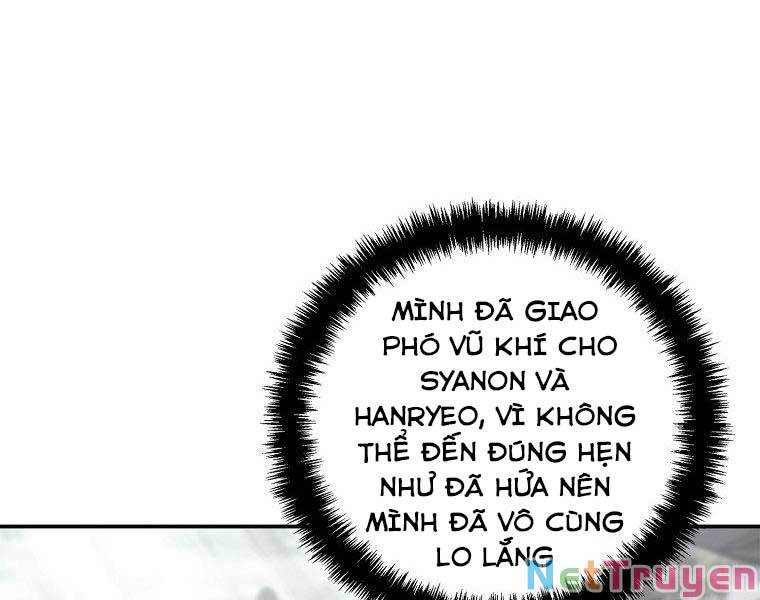 MÌNH ĐÃ GIAO
PHÓ VŨ KHÍ CHO
SYANON VÀ
HANRYEO, VÌ KHÔNG
THỂ ĐẾN ĐÚNG HẸN
NHƯ ĐÃ HỨA NÊN
MÌNH ĐÃ VÔ CÙNG
LO LẮNG
NetTruyen